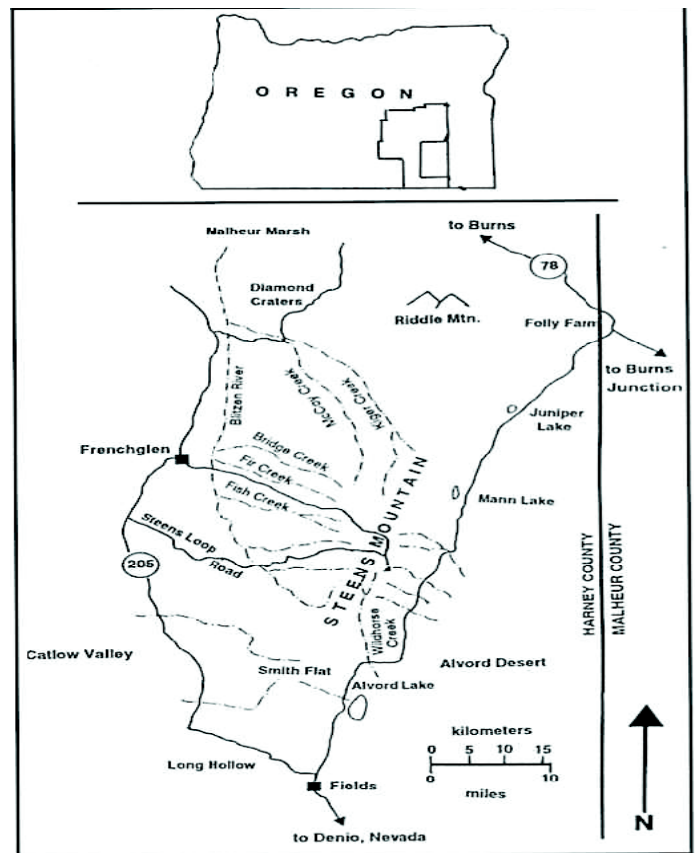 OREGON
Malheur Marsh
to Burns
78
Diamond
Craters
Riddle Mtn.
Folly Farm
to Burns
Junction
Blitzen River
McCoy Creek
Kiger Creek
Juniper
Lake
Frenchglen
Bridge Creek
Fir Creek
Fish Creek
Mann Lake
STEENS MOUNTAIN
Steens Loop
Road
205
HARNEY COUNTY
MALHEUR COUNTY
Wildhorse
Creek
Catlow Valley
Smith Flat
Alvord Desert
Alvord Lake
kilometers
0 5 10 15
0 10
miles
Long Hollow
Fields
N
to Denio, Nevada